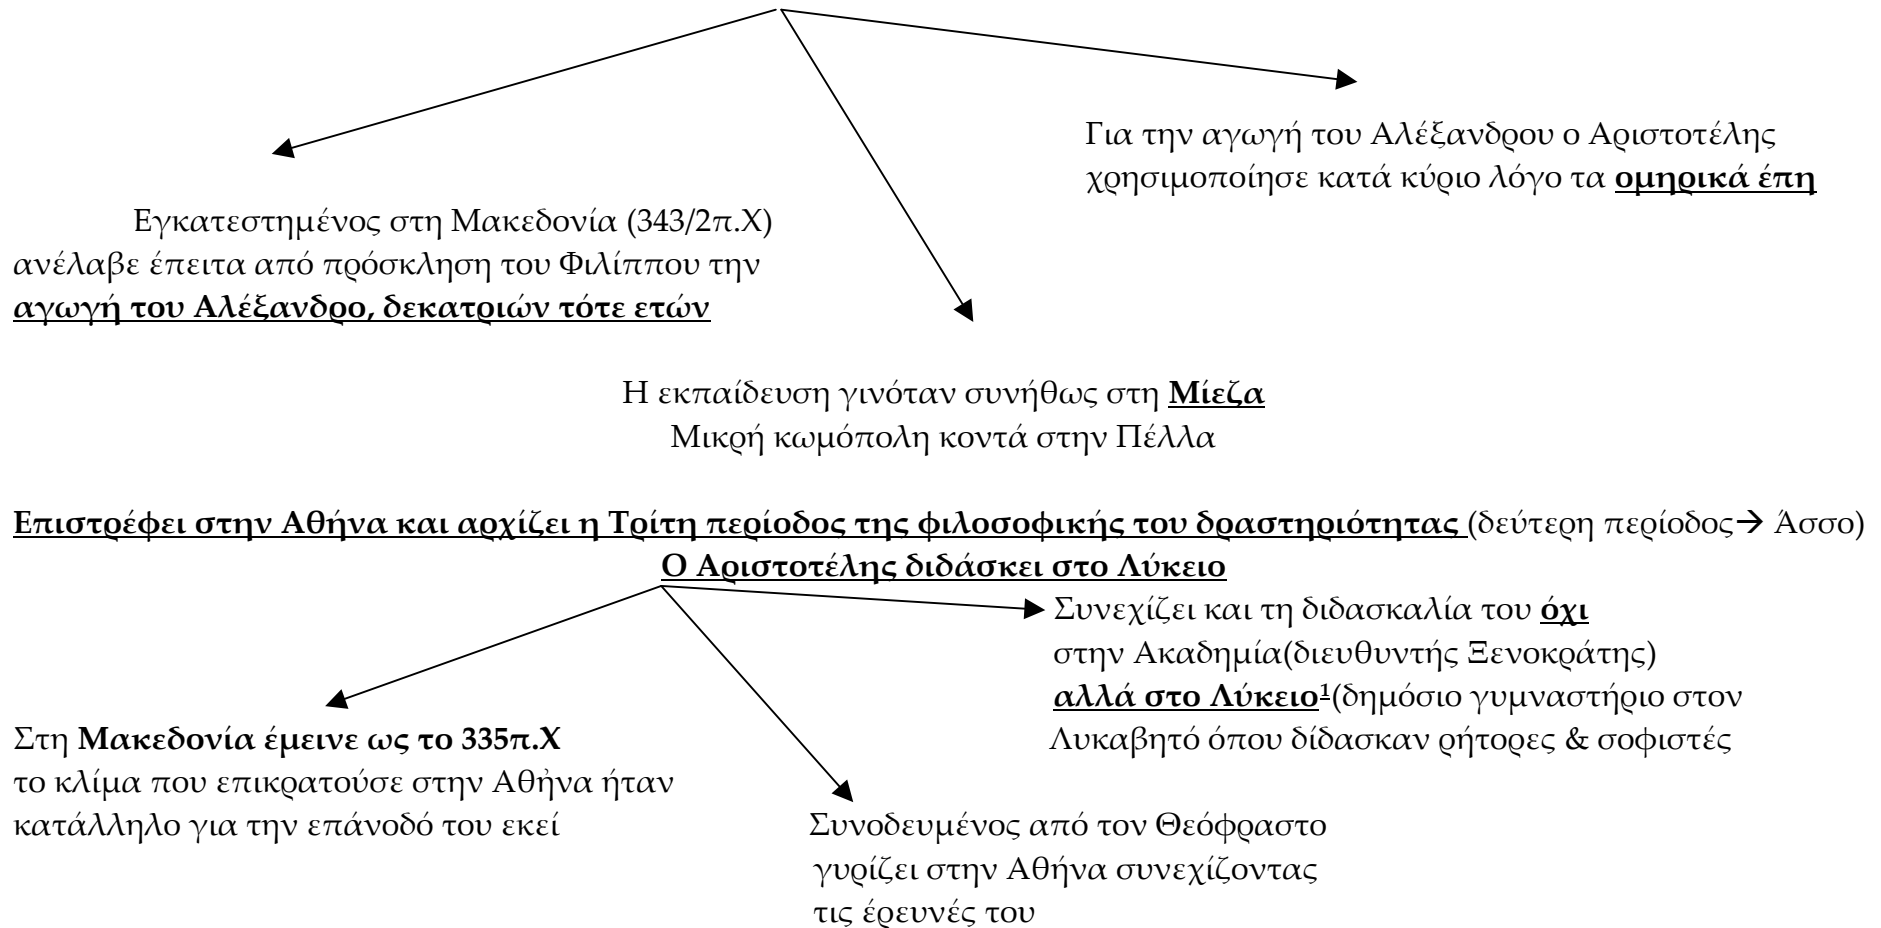 Για την αγωγή του Αλέξανδρου ο Αριστοτέλης
χρησιμοποίησε κατά κύριο λόγο τα ομηρικά έπη
Εγκατεστημένος στη Μακεδονία (343/2π.Χ)
ανέλαβε έπειτα από πρόσκληση του Φιλίππου την
αγωγή του Αλέξανδρο, δεκατριών τότε ετών
Η εκπαίδευση γινόταν συνήθως στη Μίεζα
Μικρή κωμόπολη κοντά στην Πέλλα
Επιστρέφει στην Αθήνα και αρχίζει η Τρίτη περίοδος της φιλοσοφικής του δραστηριότητας (δεύτερη περίοδος→ Άσσο)
Ο Αριστοτέλης διδάσκει στο Λύκειο
Συνεχίζει και τη διδασκαλία του όχι
στην Ακαδημία(διευθυντής Ξενοκράτης)
αλλά στο Λύκειο¹(δημόσιο γυμναστήριο στον
Λυκαβητό όπου δίδασκαν ρήτορες & σοφιστές
Στη Μακεδονία έμεινε ως το 335π.Χ
το κλίμα που επικρατούσε στην Αθήνα ήταν
κατάλληλο για την επάνοδό του εκεί
Συνοδευμένος από τον Θεόφραστο
γυρίζει στην Αθήνα συνεχίζοντας
τις έρευνές του